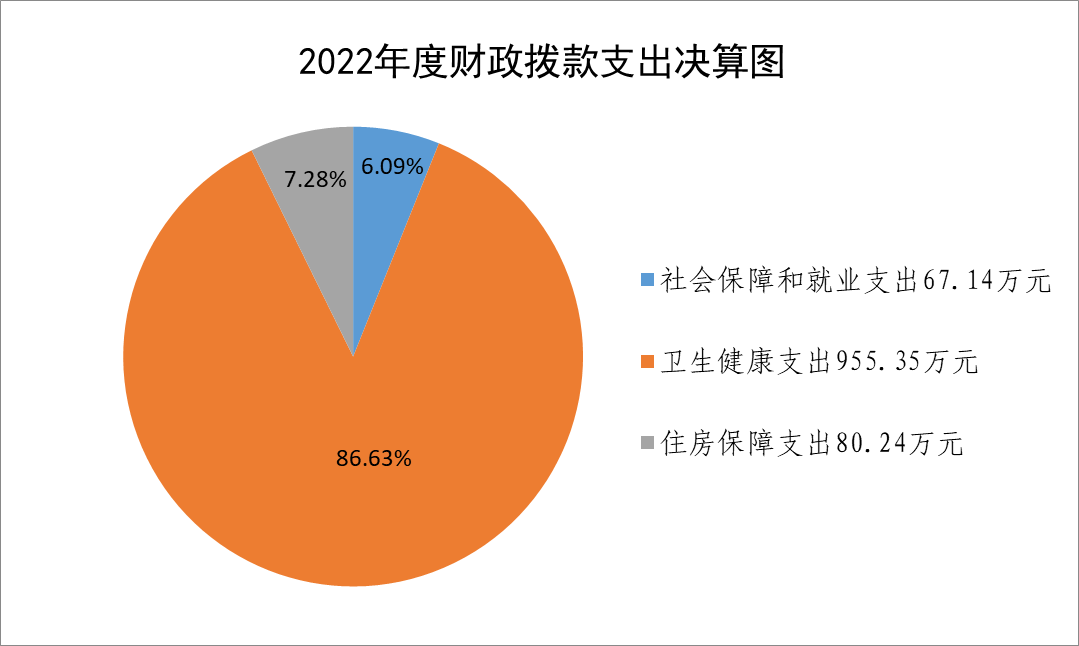 2022年度财政拨款支出决算图
7.28%
6.09%
86.63%
社会保障和就业支出67.14万元
卫生健康支出955.35万元
住房保障支出80.24万元